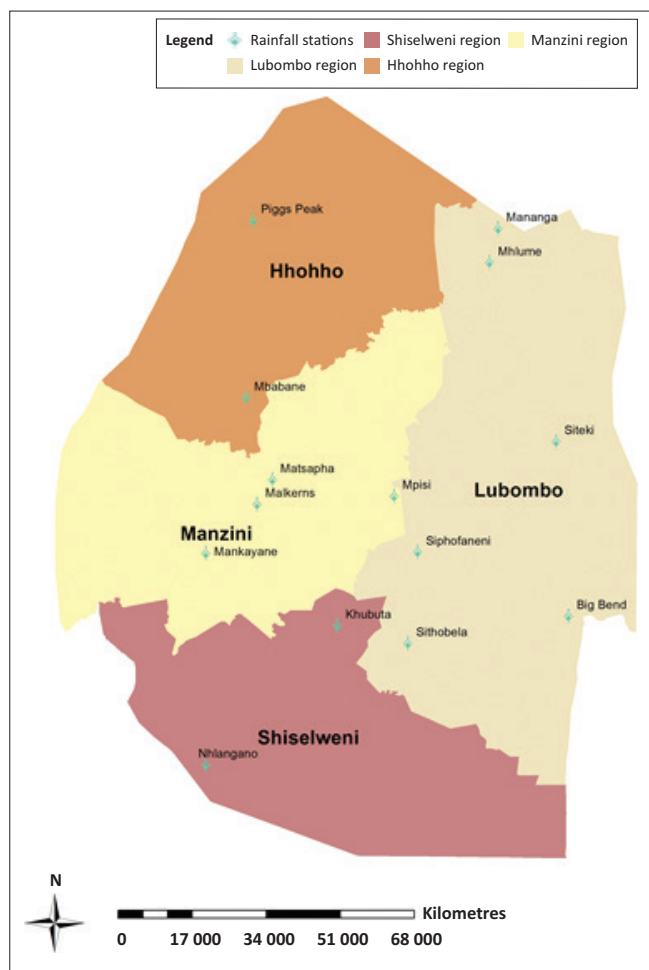 Legend Rainfall stations Shiselweni region Manzini region
Lubombo region Hhohho region
Piggs Peak
Mananga
Mhlume
Hhohho
Mbabane
Siteki
Matsapha
Malkerns
Mpisi
Lubombo
Manzini
Siphofaneni
Mankayane
Khubuta
Big Bend
Sithobela
Shiselweni
Nhlangano
N
Kilometres
0 17 000 34 000 51 000 68 000